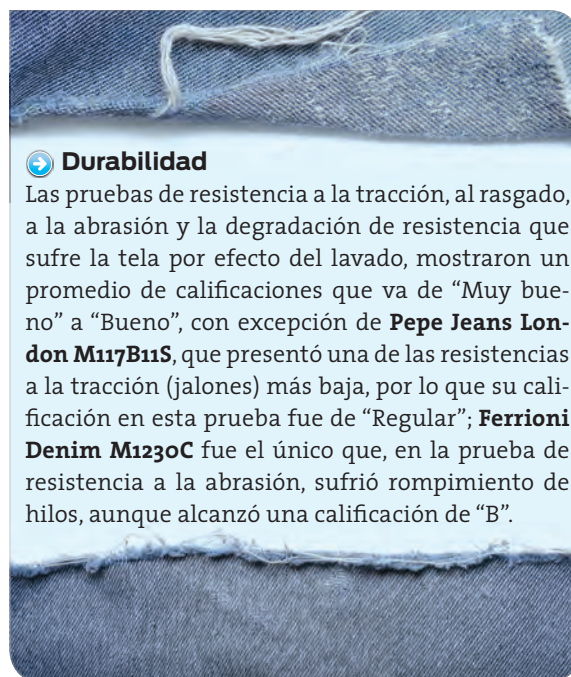 Durabilidad
Las pruebas de resistencia a la tracción, al rasgado,
a la abrasión y la degradación de resistencia que
sufre la tela por efecto del lavado, mostraron un
promedio de calificaciones que va de “Muy bue-
no” a “Bueno”, con excepción de Pepe Jeans Lon-
don M117B11S, que presentó una de las resistencias
a la tracción (jalones) más baja, por lo que su cali-
ficación en esta prueba fue de “Regular”; Ferrioni
Denim M1230C fue el único que, en la prueba de
resistencia a la abrasión, sufrió rompimiento de
hilos, aunque alcanzó una calificación de “B”.